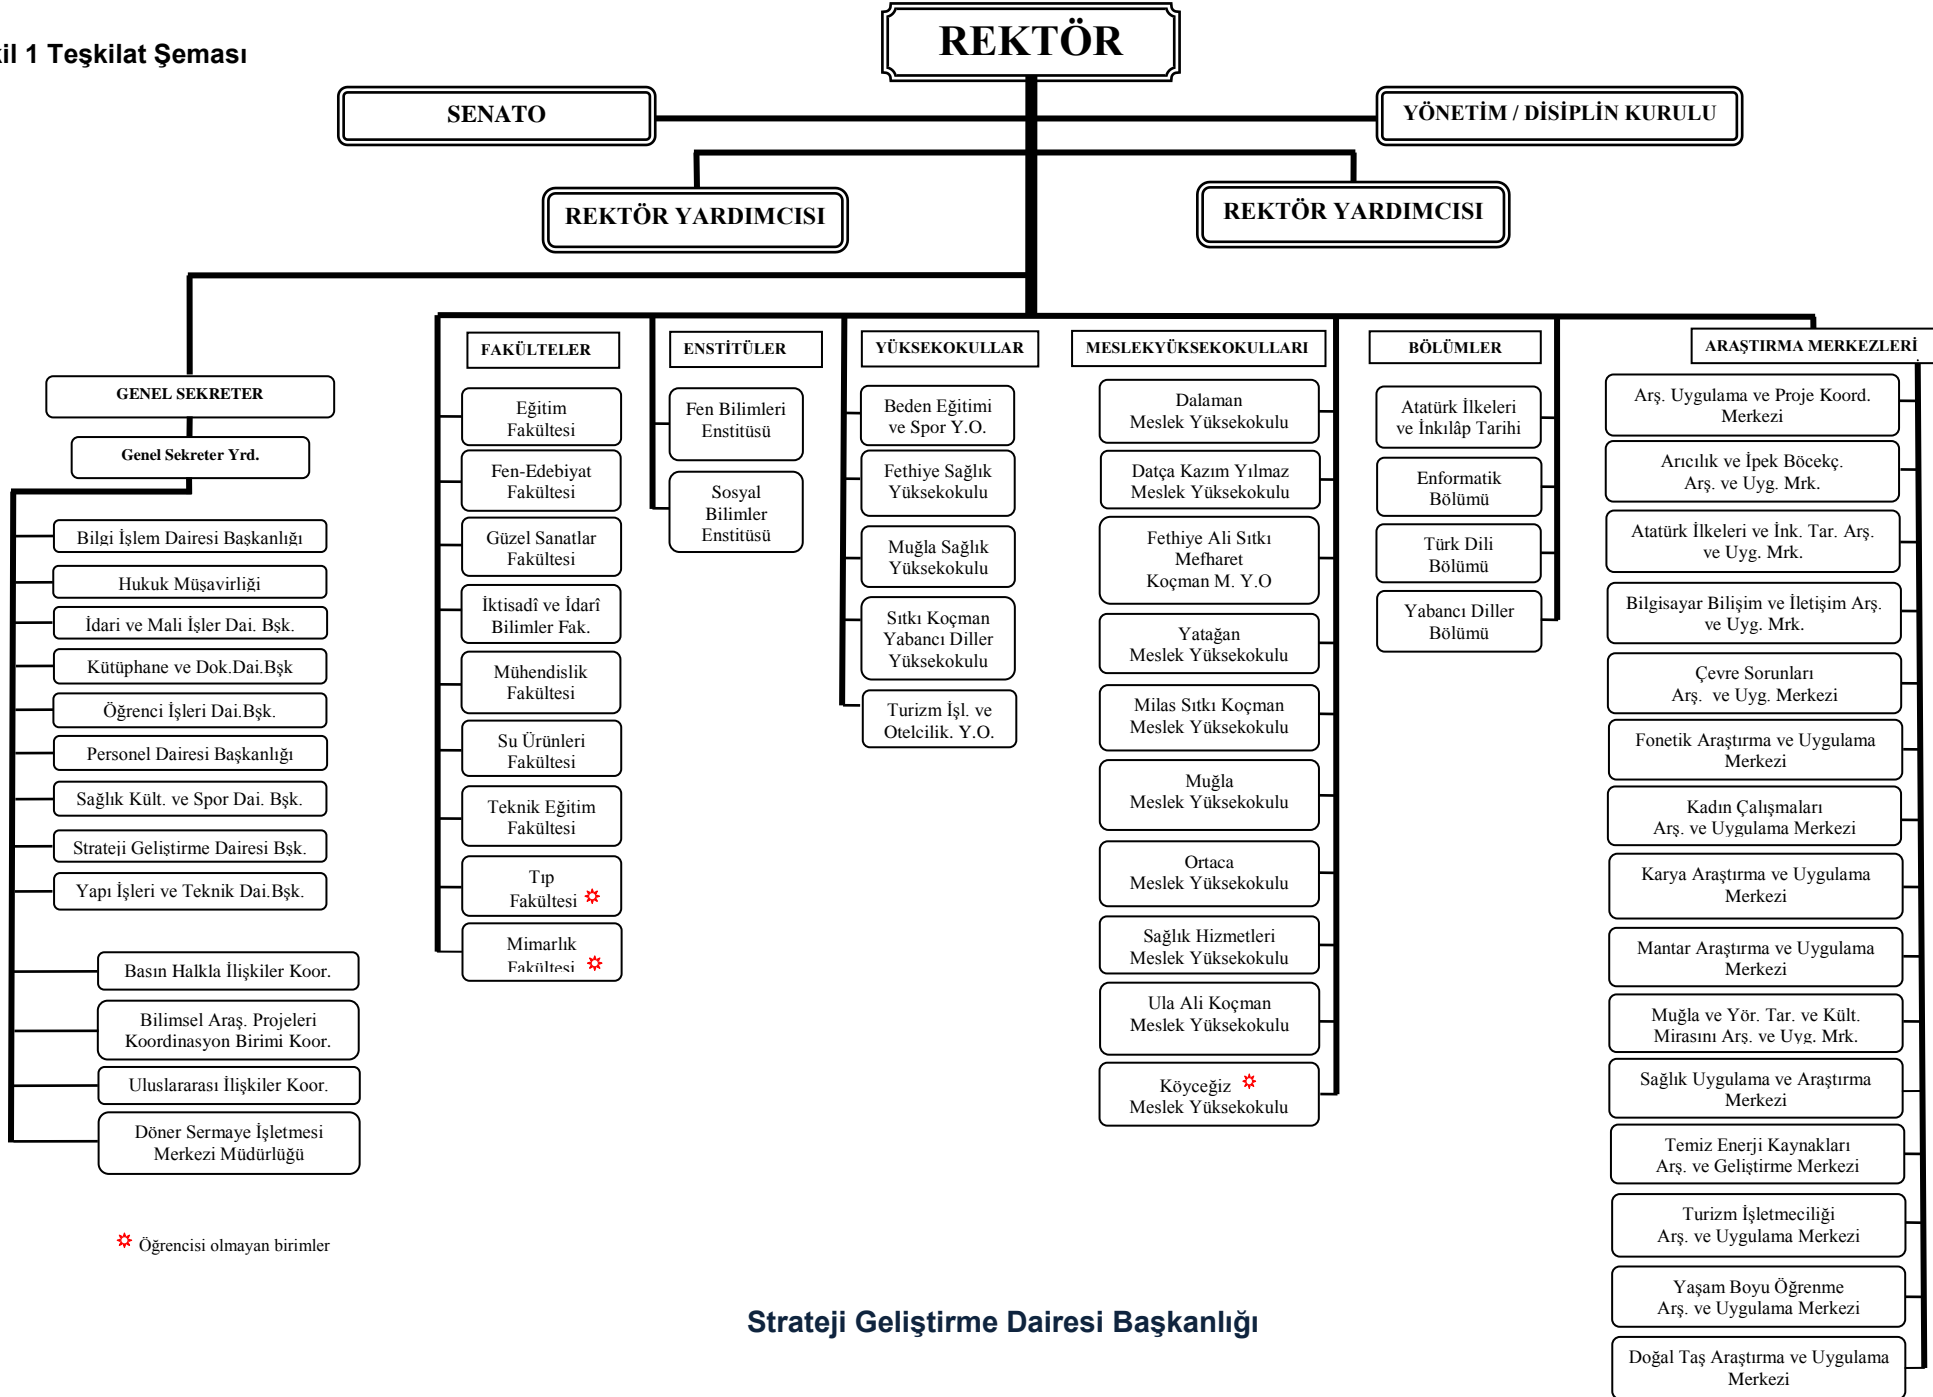 il 1 Teşkilat Şeması
REKTÖR
SENATO
YÖNETİM / DİSİPLİN KURULU
REKTÖR YARDIMCISI
REKTÖR YARDIMCISI
GENEL SEKRETER
Genel Sekreter Yrd.
Bilgi İşlem Dairesi Başkanlığı
Hukuk Müşavirliği
İdari ve Mali İşler Dai. Bşk.
Kütüphane ve Dok.Dai.Bşk
Öğrenci İşleri Dai.Bşk.
Personel Dairesi Başkanlığı
Sağlık Kült. ve Spor Dai. Bşk.
Strateji Geliştirme Dairesi Bşk.
Yapı İşleri ve Teknik Dai.Bşk.
Basın Halkla İlişkiler Koor.
Bilimsel Araş. Projeleri
Koordinasyon Birimi Koor.
Uluslararası İlişkiler Koor.
Döner Sermaye İşletmesi
Merkezi Müdürlüğü
Öğrencisi olmayan birimler
FAKÜLTELER
Eğitim
Fakültesi
Fen-Edebiyat
Fakültesi
Güzel Sanatlar
Fakültesi
İktisadî ve İdarî
Bilimler Fak.
Mühendislik
Fakültesi
Su Ürünleri
Fakültesi
Teknik Eğitim
Fakültesi
Tıp
Fakültesi
Mimarlık
Fakültesi
ENSTİTÜLER
Fen Bilimleri
Enstitüsü
Sosyal
Bilimler
Enstitüsü
YÜKSEKOKULLAR
Beden Eğitimi
ve Spor Y.O.
Fethiye Sağlık
Yüksekokulu
Muğla Sağlık
Yüksekokulu
Sıtkı Koçman
Yabancı Diller
Yüksekokulu
Turizm İşl. ve
Otelcilik. Y.O.
MESLEKYÜKSEKOKULLARI
Dalaman
Meslek Yüksekokulu
Datça Kazım Yılmaz
Meslek Yüksekokulu
Fethiye Ali Sıtkı
Mefharet
Koçman M. Y.O
Yatağan
Meslek Yüksekokulu
Milas Sıtkı Koçman
Meslek Yüksekokulu
Muğla
Meslek Yüksekokulu
Ortaca
Meslek Yüksekokulu
Sağlık Hizmetleri
Meslek Yüksekokulu
Ula Ali Koçman
Meslek Yüksekokulu
Köyceğiz
Meslek Yüksekokulu
BÖLÜMLER
Atatürk İlkeleri
ve İnkılâp Tarihi
Enformatik
Bölümü
Türk Dili
Bölümü
Yabancı Diller
Bölümü
ARAŞTIRMA MERKEZLERİ
Arş. Uygulama ve Proje Koord.
Merkezi
Arıcılık ve İpek Böcekç.
Arş. ve Uyg. Mrk.
Atatürk İlkeleri ve İnk. Tar. Arş.
ve Uyg. Mrk.
Bilgisayar Bilişim ve İletişim Arş.
ve Uyg. Mrk.
Çevre Sorunları
Arş. ve Uyg. Merkezi
Fonetik Araştırma ve Uygulama
Merkezi
Kadın Çalışmaları
Arş. ve Uygulama Merkezi
Karya Araştırma ve Uygulama
Merkezi
Mantar Araştırma ve Uygulama
Merkezi
Muğla ve Yör. Tar. ve Kült.
Mirasını Arş. ve Uyg. Mrk.
Sağlık Uygulama ve Araştırma
Merkezi
Temiz Enerji Kaynakları
Arş. ve Geliştirme Merkezi
Turizm İşletmeciliği
Arş. ve Uygulama Merkezi
Yaşam Boyu Öğrenme
Arş. ve Uygulama Merkezi
Doğal Taş Araştırma ve Uygulama
Merkezi
Strateji Geliştirme Dairesi Başkanlığı